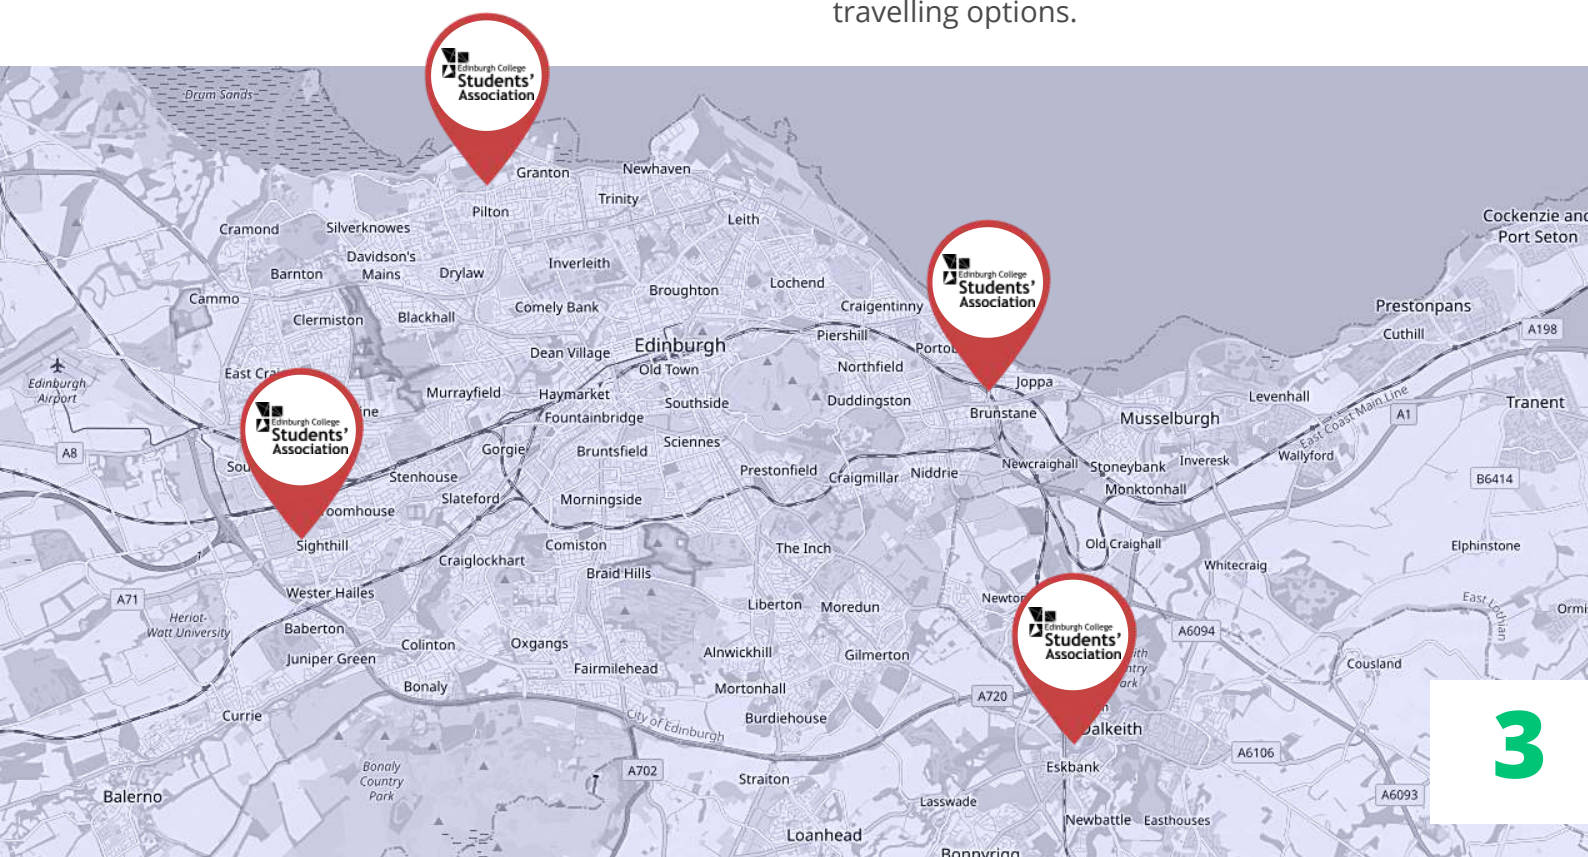 travelling options.
Edinburgh College
Students'
Association
Drum Sands
Granton
Newhaven
Trinity
Pilton
Leith
Cramond
Silverknowes
Davidson's
Mains
Barnton
Drylaw
Inverleith
Cammo
Comely Bank
Broughton
Lochend
Craigentinny
Clermiston
Blackhall
Edinburgh College
Students'
Association
Cockenzie and
Port Seton
Prestonpans
Cuthill
A198
Edinburgh
Airport
Dean Village
Edinburgh
Old Town
Piershill
Northfield
Joppa
Murrayfield
Haymarket
Fountainbridge
Southside
Duddingston
Brunstane
Musselburgh
Levenhall
East Coast Main Line
A1
Tranent
Edinburgh College
Students'
Association
A8
Gorgie
Bruntsfield
Sciennes
Stenhouse
Slateford
Morningside
Prestonfield
Craigmillar
Niddrie
Newcraighall
Stoneybank
Inveresk
Wallyford
Monktonhall
B6414
Sighthill
Craiglockhart
Comiston
Braid Hills
The Inch
Old Craighall
Whitecraig
Elphinstone
A71
Wester Hailes
Heriot-
Watt University
Baberton
Liberton
Moredun
East Lothian
Juniper Green
Colinton
Oxgangs
Fairmilehead
Alnwickhill
Gilmerton
Edinburgh College
Students'
Association
A6094
Cousland
Bonaly
Mortonhall
A720
Currie
City of Edinburgh
Burdiehouse
Dalkeith
Eskbank
A6106
Bonaly
Country
Park
A702
Straiton
Balerno
Lasswade
A6093
Newbattle
Easthouses
Loanhead
Bonnyrigg
3